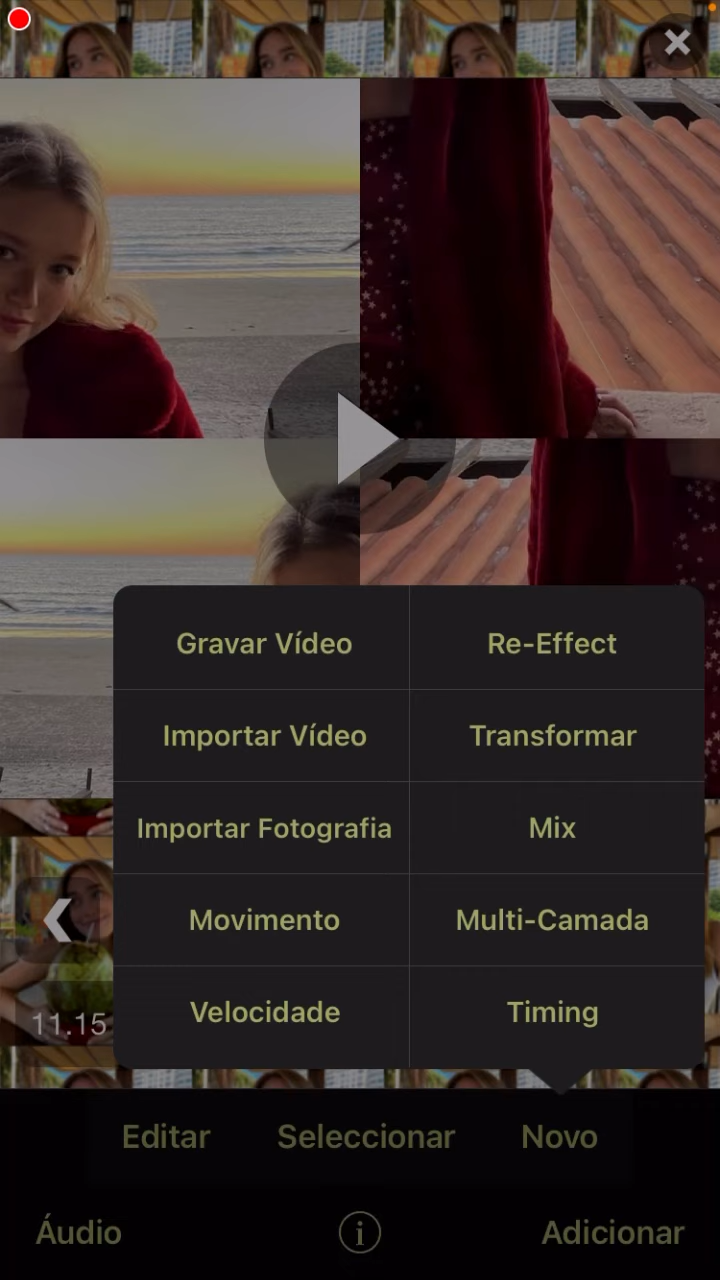 Gravar Vídeo
Re-Effect
Importar Vídeo
Transformar
Importar Fotografia
Mix
Movimento
Multi-Camada
Velocidade
Timing
11.15
Editar
Seleccionar
Novo
Áudio
i
Adicionar